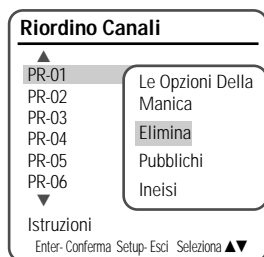 Riordino Canali
▲
PR-01
PR-02
PR-03
PR-04
PR-05
PR-06
▼
Le Opzioni Della
Manica
Elimina
Pubblichi
Ineisi
Istruzioni
Enter- Conferma Setup- Esci Seleziona ▲▼